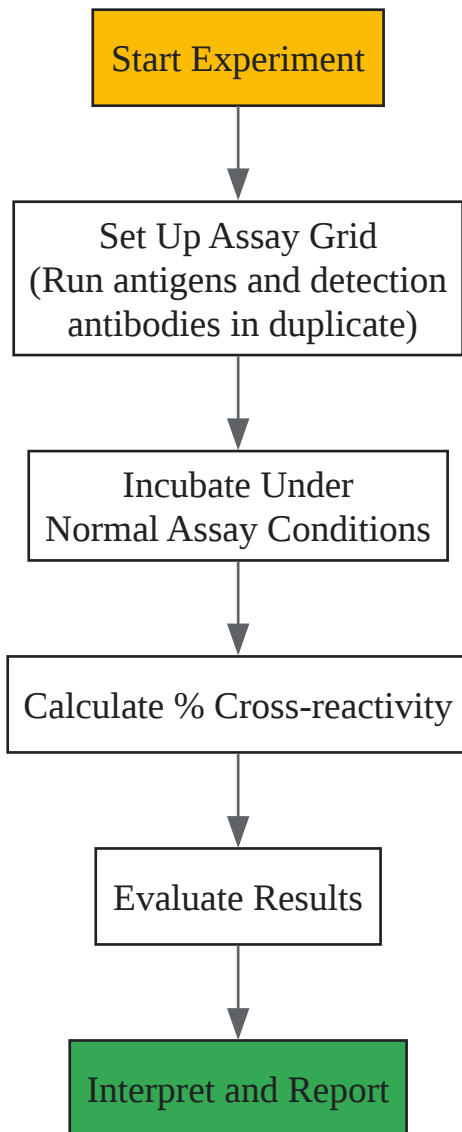 Start Experiment
Set Up Assay Grid
(Run antigens and detection
antibodies in duplicate)
Incubate Under
Normal Assay Conditions
Calculate % Cross-reactivity
Evaluate Results
Interpret and Report